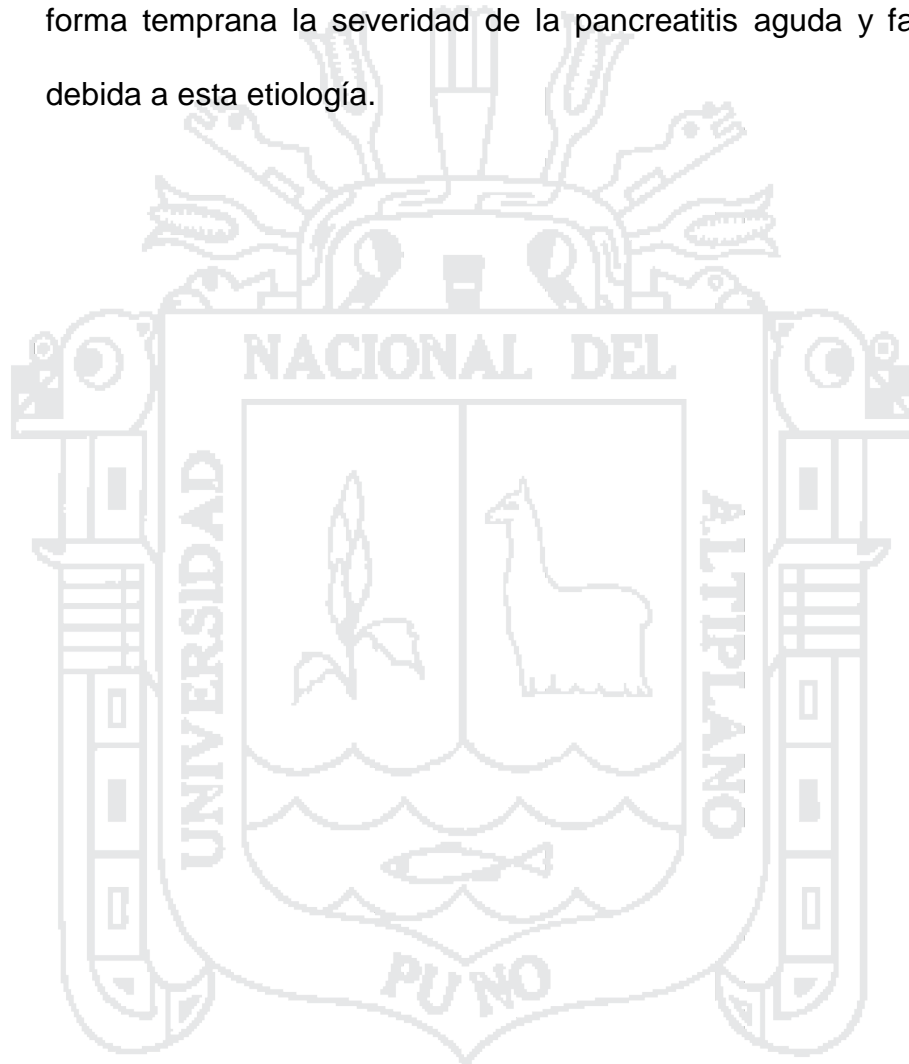 forma temprana la severidad de la pancreatitis aguda y fa
debida a esta etiología.
NACIONAL DEL
UNIVERSIDAD
ALTIPLANO
PUNO